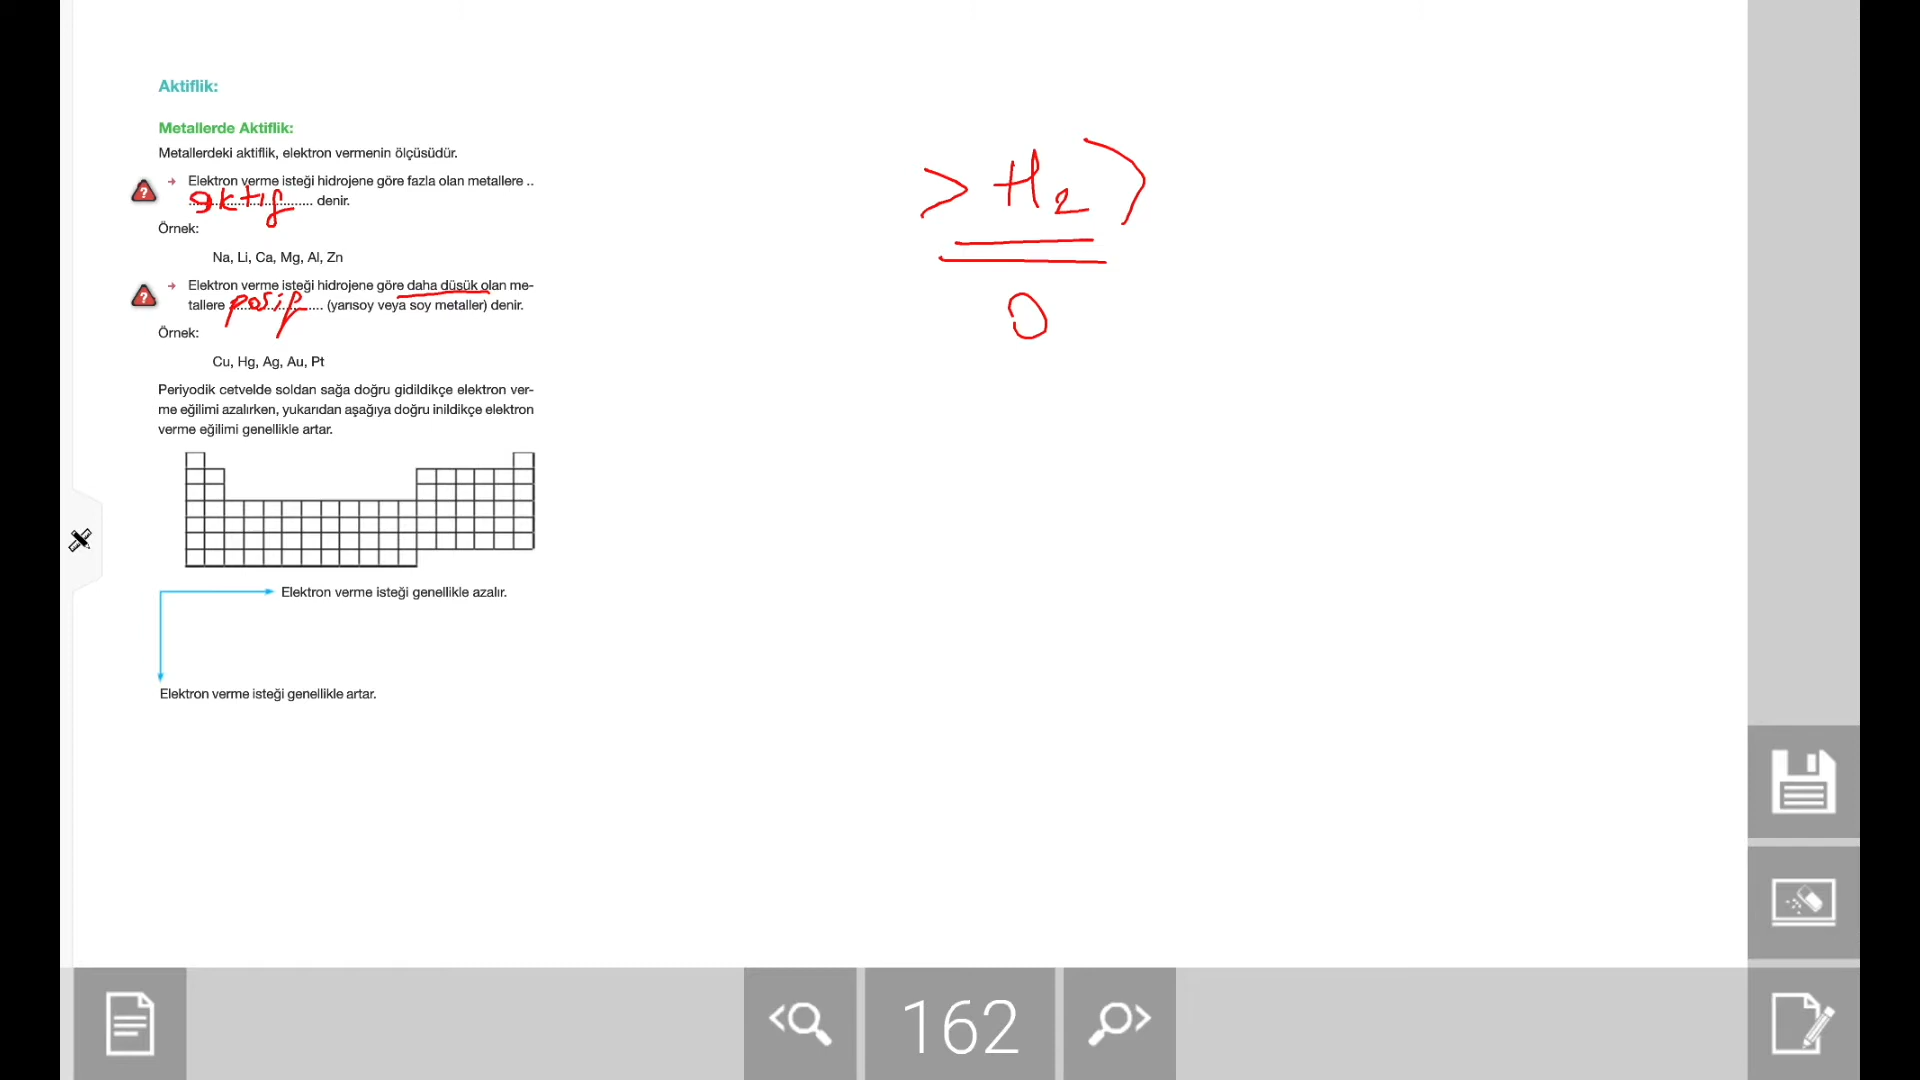 Aktiflik:
Metallerde Aktiflik:
Metallerdeki aktiflik, elektron vermenin ölçüsüdür.
→ Elektron verme isteği hidrojene göre fazla olan metallere ..
aktif .................. denir.
Örnek:
Na, Li, Ca, Mg, Al, Zn
→ Elektron verme isteği hidrojene göre daha düşük olan me-
tallere pasif .................. (yarısoy veya soy metaller) denir.
Örnek:
Cu, Hg, Ag, Au, Pt
Periyodik cetvelde soldan sağa doğru gidildikçe elektron ver-
me eğilimi azalırken, yukarıdan aşağıya doğru inildikçe elektron
verme eğilimi genellikle artar.
Elektron verme isteği genellikle azalır.
Elektron verme isteği genellikle artar.
> H2 )
0
162